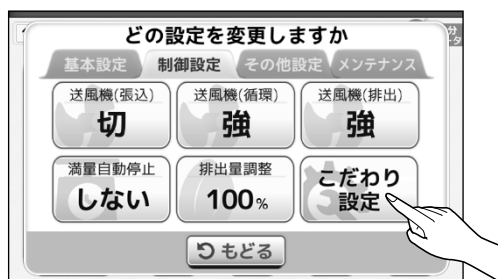 どの設定を変更しますか
基本設定 制御設定 その他設定 メンテナンス
送風機(張込) 送風機(循環) 送風機(排出)
切 強 強
満量自動停止 排出量調整 こだわり
しない 100% 設定
もどる